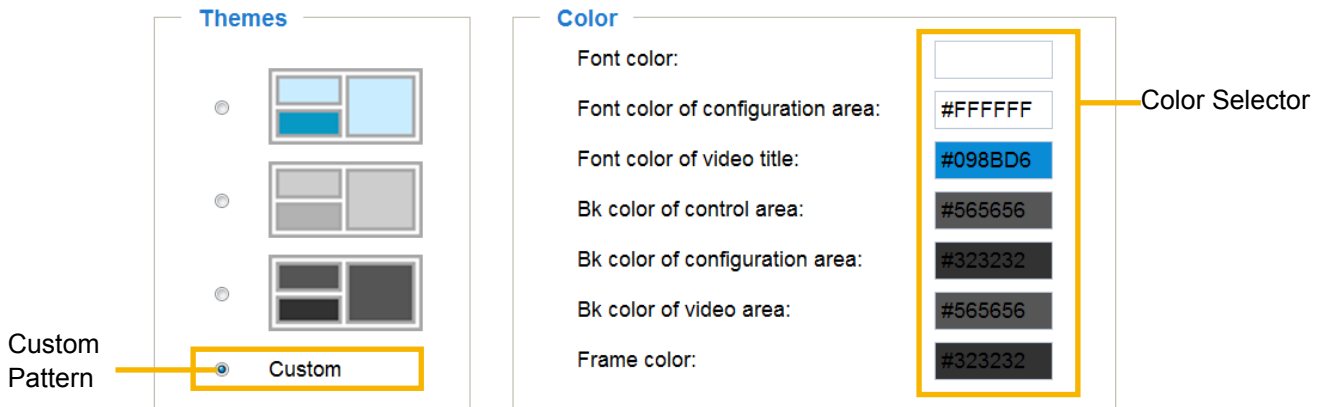 Themes
Custom
Custom
Pattern
Color
Font color:
Font color of configuration area: #FFFFFF
Font color of video title: #098BD6
Bk color of control area: #565656
Bk color of configuration area: #323232
Bk color of video area: #565656
Frame color: #323232
Color Selector